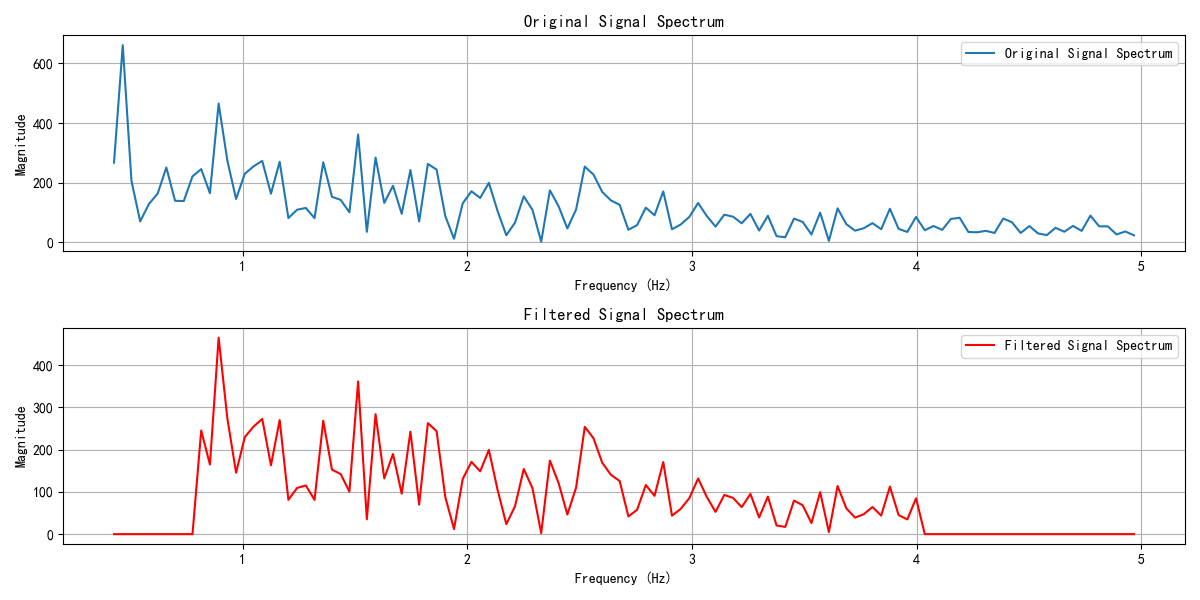 Original Signal Spectrum
Original Signal Spectrum
600
400
200
0
Magnitude
1 2 3 4 5
Frequency (Hz)
Filtered Signal Spectrum
Filtered Signal Spectrum
400
300
200
100
0
Magnitude
1 2 3 4 5
Frequency (Hz)